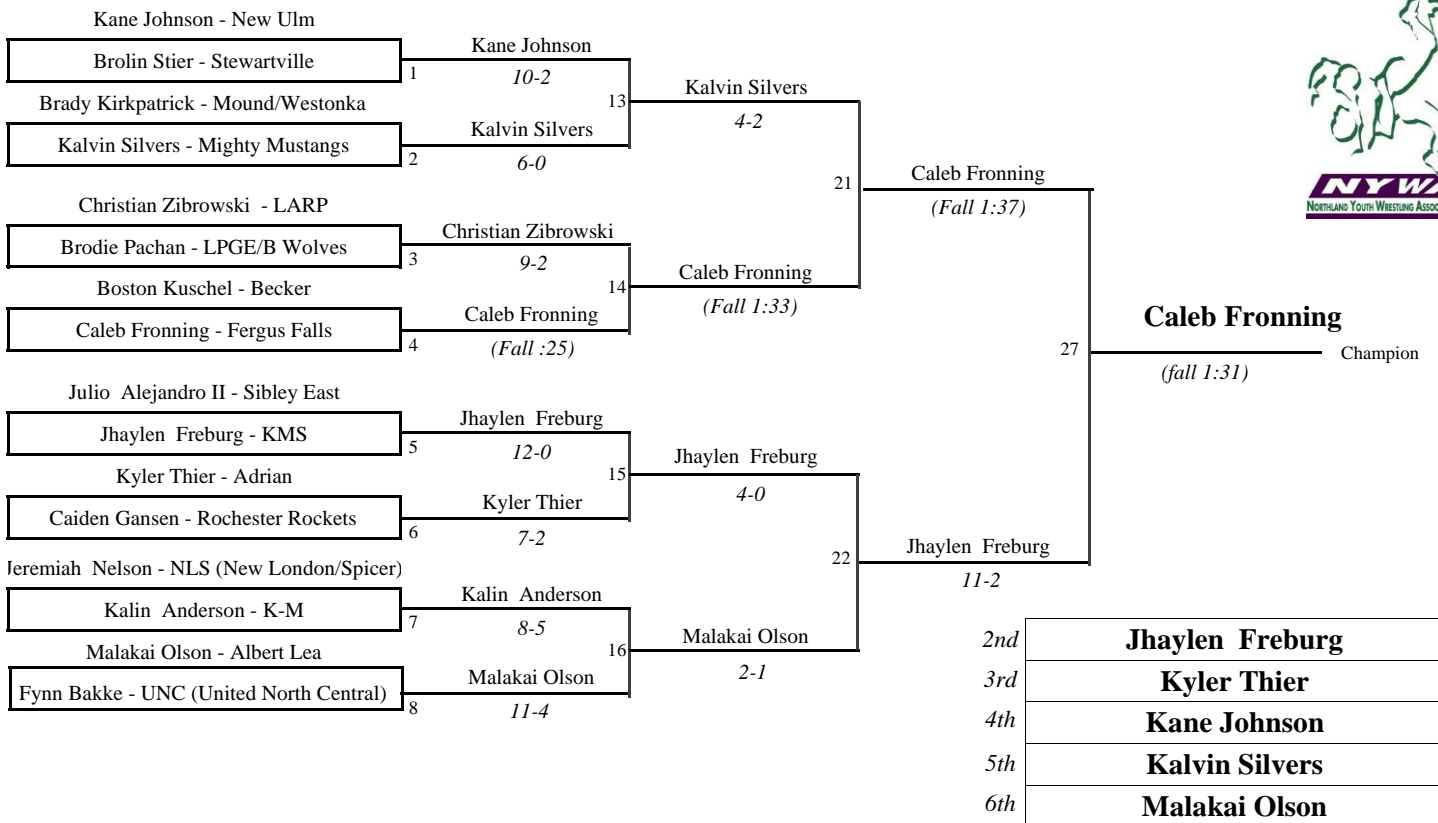 Kane Johnson - New Ulm
Brolin Stier - Stewartville
1
Brady Kirkpatrick - Mound/Westonka
Kalvin Silvers - Mighty Mustangs
2
Christian Zibrowski - LARP
Brodie Pachan - LPGE/B Wolves
3
Boston Kuschel - Becker
Caleb Fronning - Fergus Falls
4
Julio Alejandro II - Sibley East
Jhaylen Freburg - KMS
5
Kyler Thier - Adrian
Caiden Gansen - Rochester Rockets
6
Jeremiah Nelson - NLS (New London/Spicer)
Kalin Anderson - K-M
7
Malakai Olson - Albert Lea
Fynn Bakke - UNC (United North Central)
8
Kane Johnson
10-2
13
Kalvin Silvers
6-0
Christian Zibrowski
9-2
14
Caleb Fronning
(Fall :25)
Jhaylen Freburg
12-0
15
Kyler Thier
7-2
Kalin Anderson
8-5
16
Malakai Olson
11-4
Kalvin Silvers
4-2
21
Caleb Fronning
(Fall 1:33)
Jhaylen Freburg
4-0
22
Malakai Olson
2-1
Caleb Fronning
(Fall 1:37)
27
Jhaylen Freburg
11-2
Caleb Fronning
(fall 1:31)
Champion
2nd Jhaylen Freburg
3rd Kyler Thier
4th Kane Johnson
5th Kalvin Silvers
6th Malakai Olson
NYW
NORTHLAND YOUTH WRESTLING